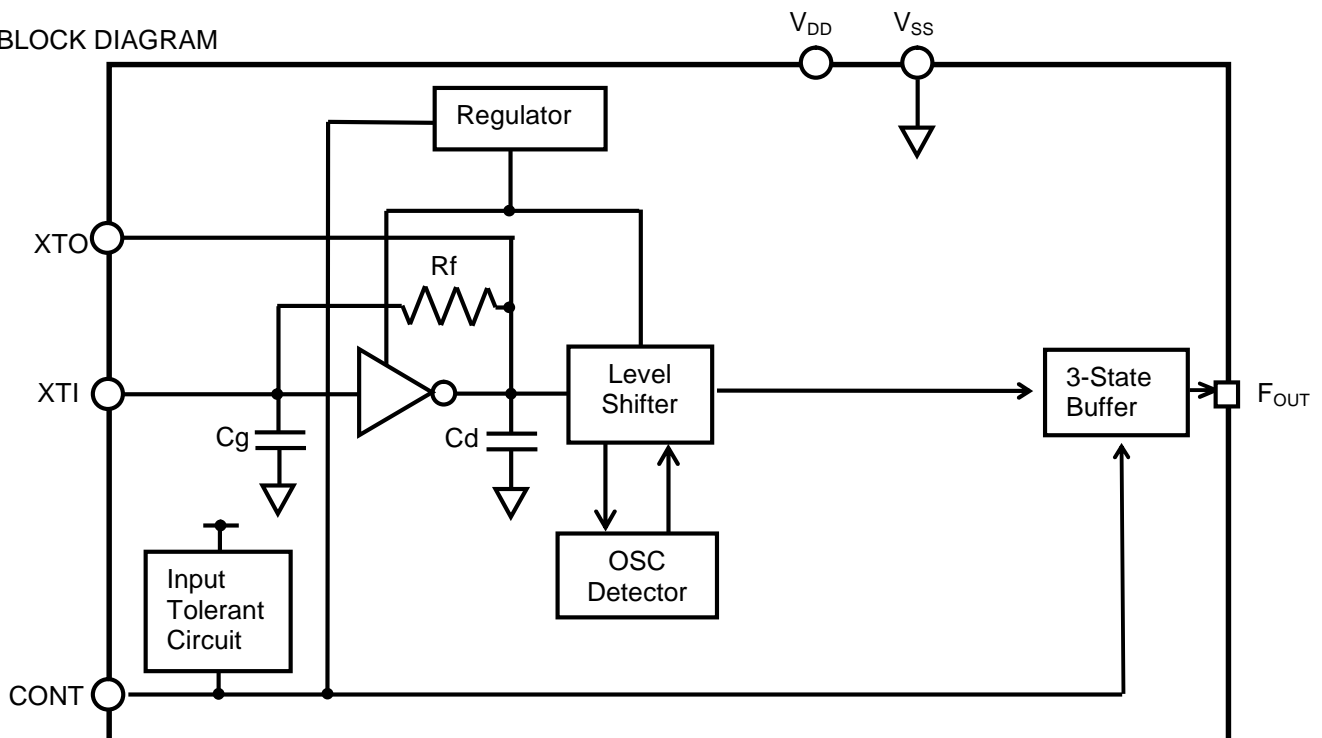 BLOCK DIAGRAM
VDD
VSS
Regulator
XTO
Rf
XTI
Level
Shifter
3-State
Buffer
FOUT
Cg
Cd
OSC
Detector
Input
Tolerant
Circuit
CONT